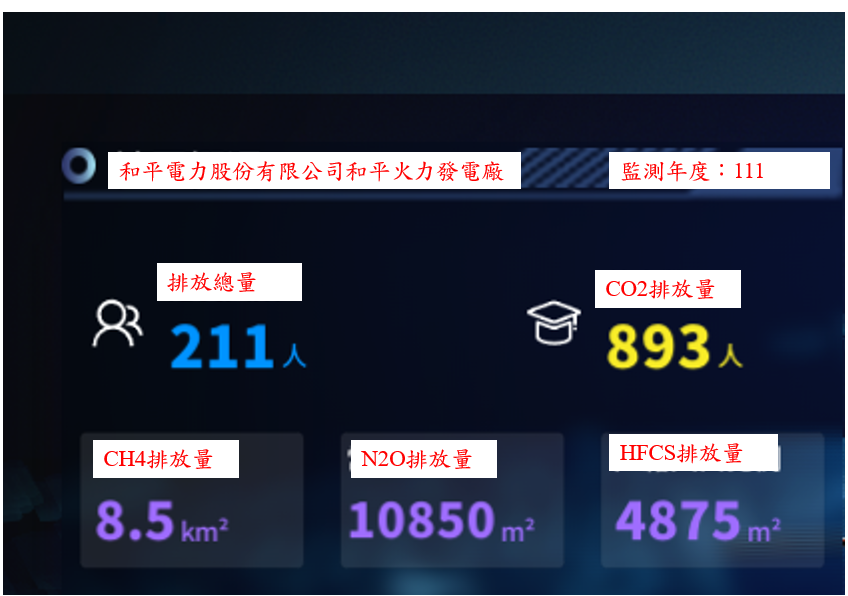 和平電力股份有限公司和平火力發電廠
監測年度：111
排放總量
CO2排放量
211人
893人
CH4排放量
N2O排放量
HFCS排放量
8.5km²
10850m²
4875m²